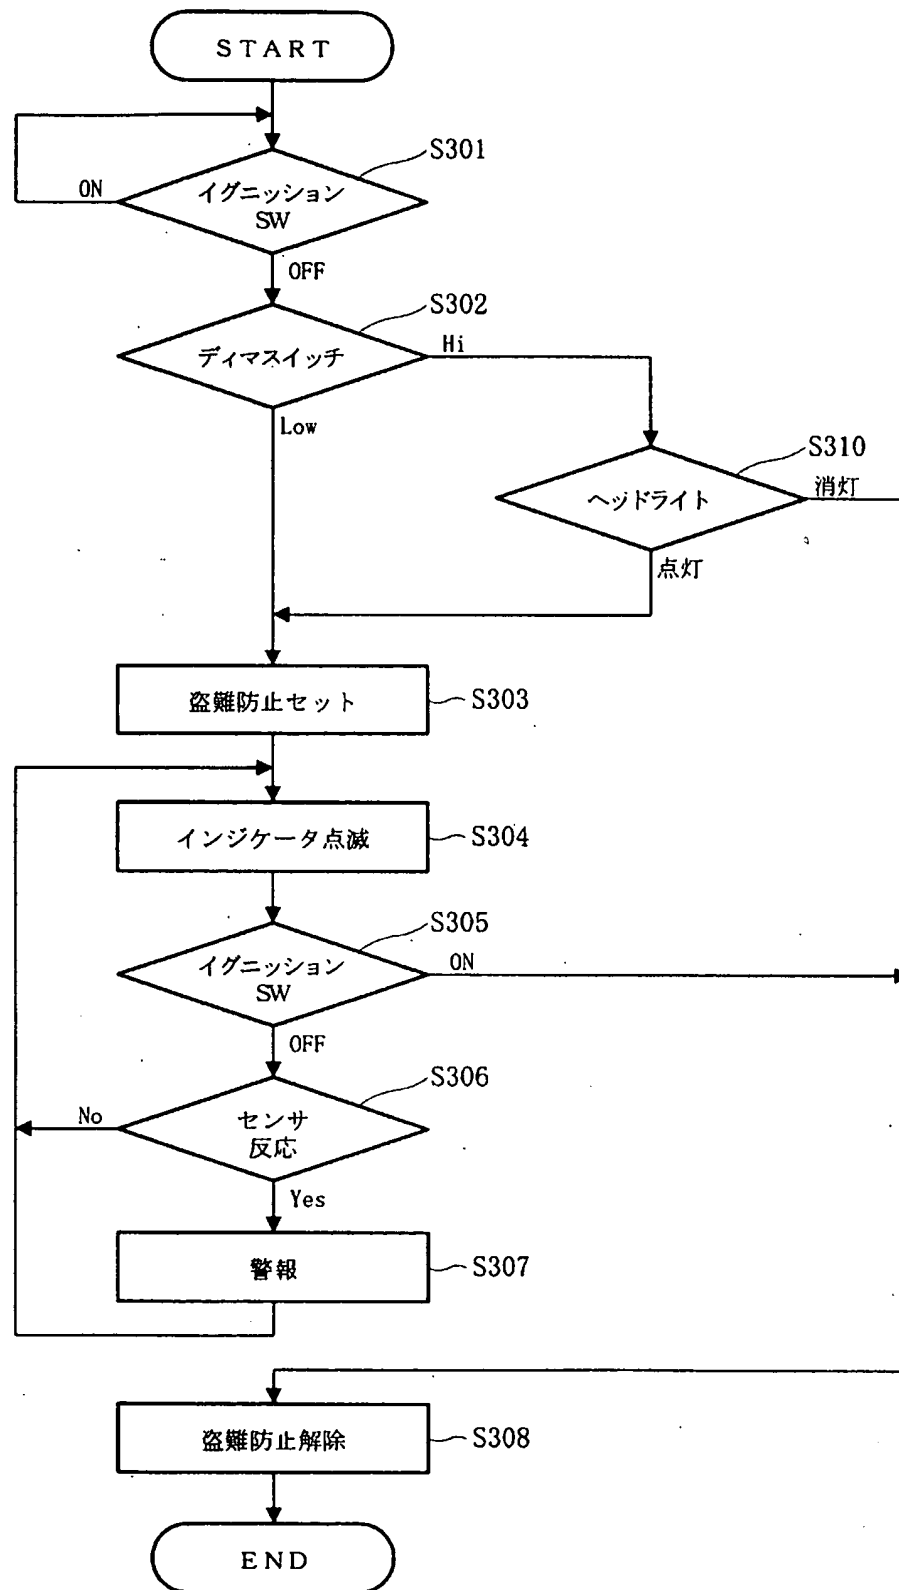 START
S301
ON
イグニッション
SW
OFF
S302
ディマスイッチ
Hi
Low
S310
ヘッドライト
消灯
点灯
盗難防止セット
S303
インジケータ点滅
S304
S305
イグニッション
SW
ON
OFF
S306
センサ
反応
No
Yes
警報
S307
盗難防止解除
S308
END